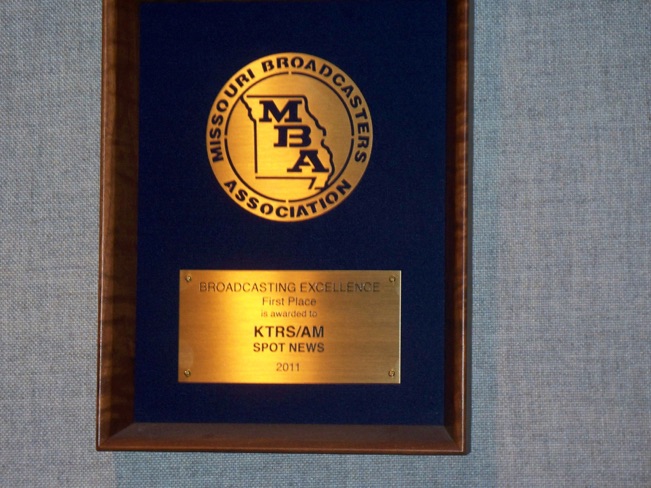 MISSOURI BROADCASTERS
ASSOCIATION
MBA
BROADCASTING EXCELLENCE
First Place
is awarded to
KTRS/AM
SPOT NEWS
2011